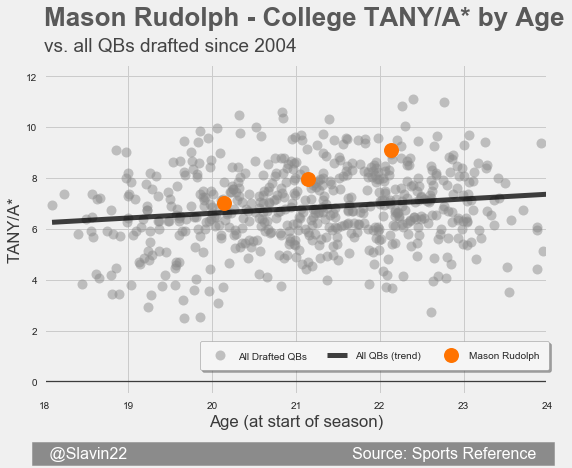 Mason Rudolph - College TANY/A* by Age
vs. all QBs drafted since 2004
12
10
8
6
4
2
0
TANY/A*
All Drafted QBs
All QBs (trend)
Mason Rudolph
18 19 20 21 22 23 24
Age (at start of season)
@Slavin22 Source: Sports Reference